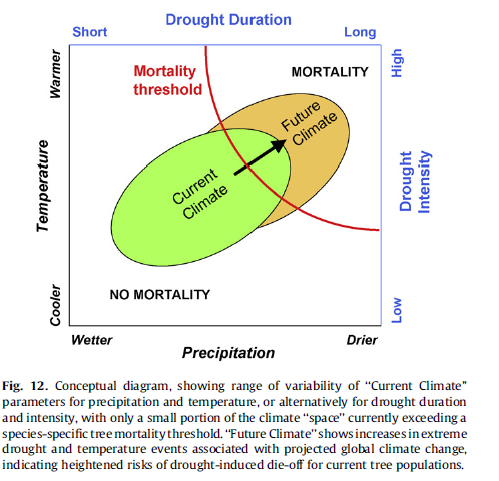 Drought Duration
Short
Long
Mortality
threshold
MORTALITY
High
Warmer
Future
Climate
Current
Climate
Temperature
Drought
Intensity
NO MORTALITY
Cooler
Low
Wetter
Drier
Precipitation
Fig. 12. Conceptual diagram, showing range of variability of “Current Climate”
parameters for precipitation and temperature, or alternatively for drought duration
and intensity, with only a small portion of the climate “space” currently exceeding a
species-specific tree mortality threshold. “Future Climate” shows increases in extreme
drought and temperature events associated with projected global climate change,
indicating heightened risks of drought-induced die-off for current tree populations.